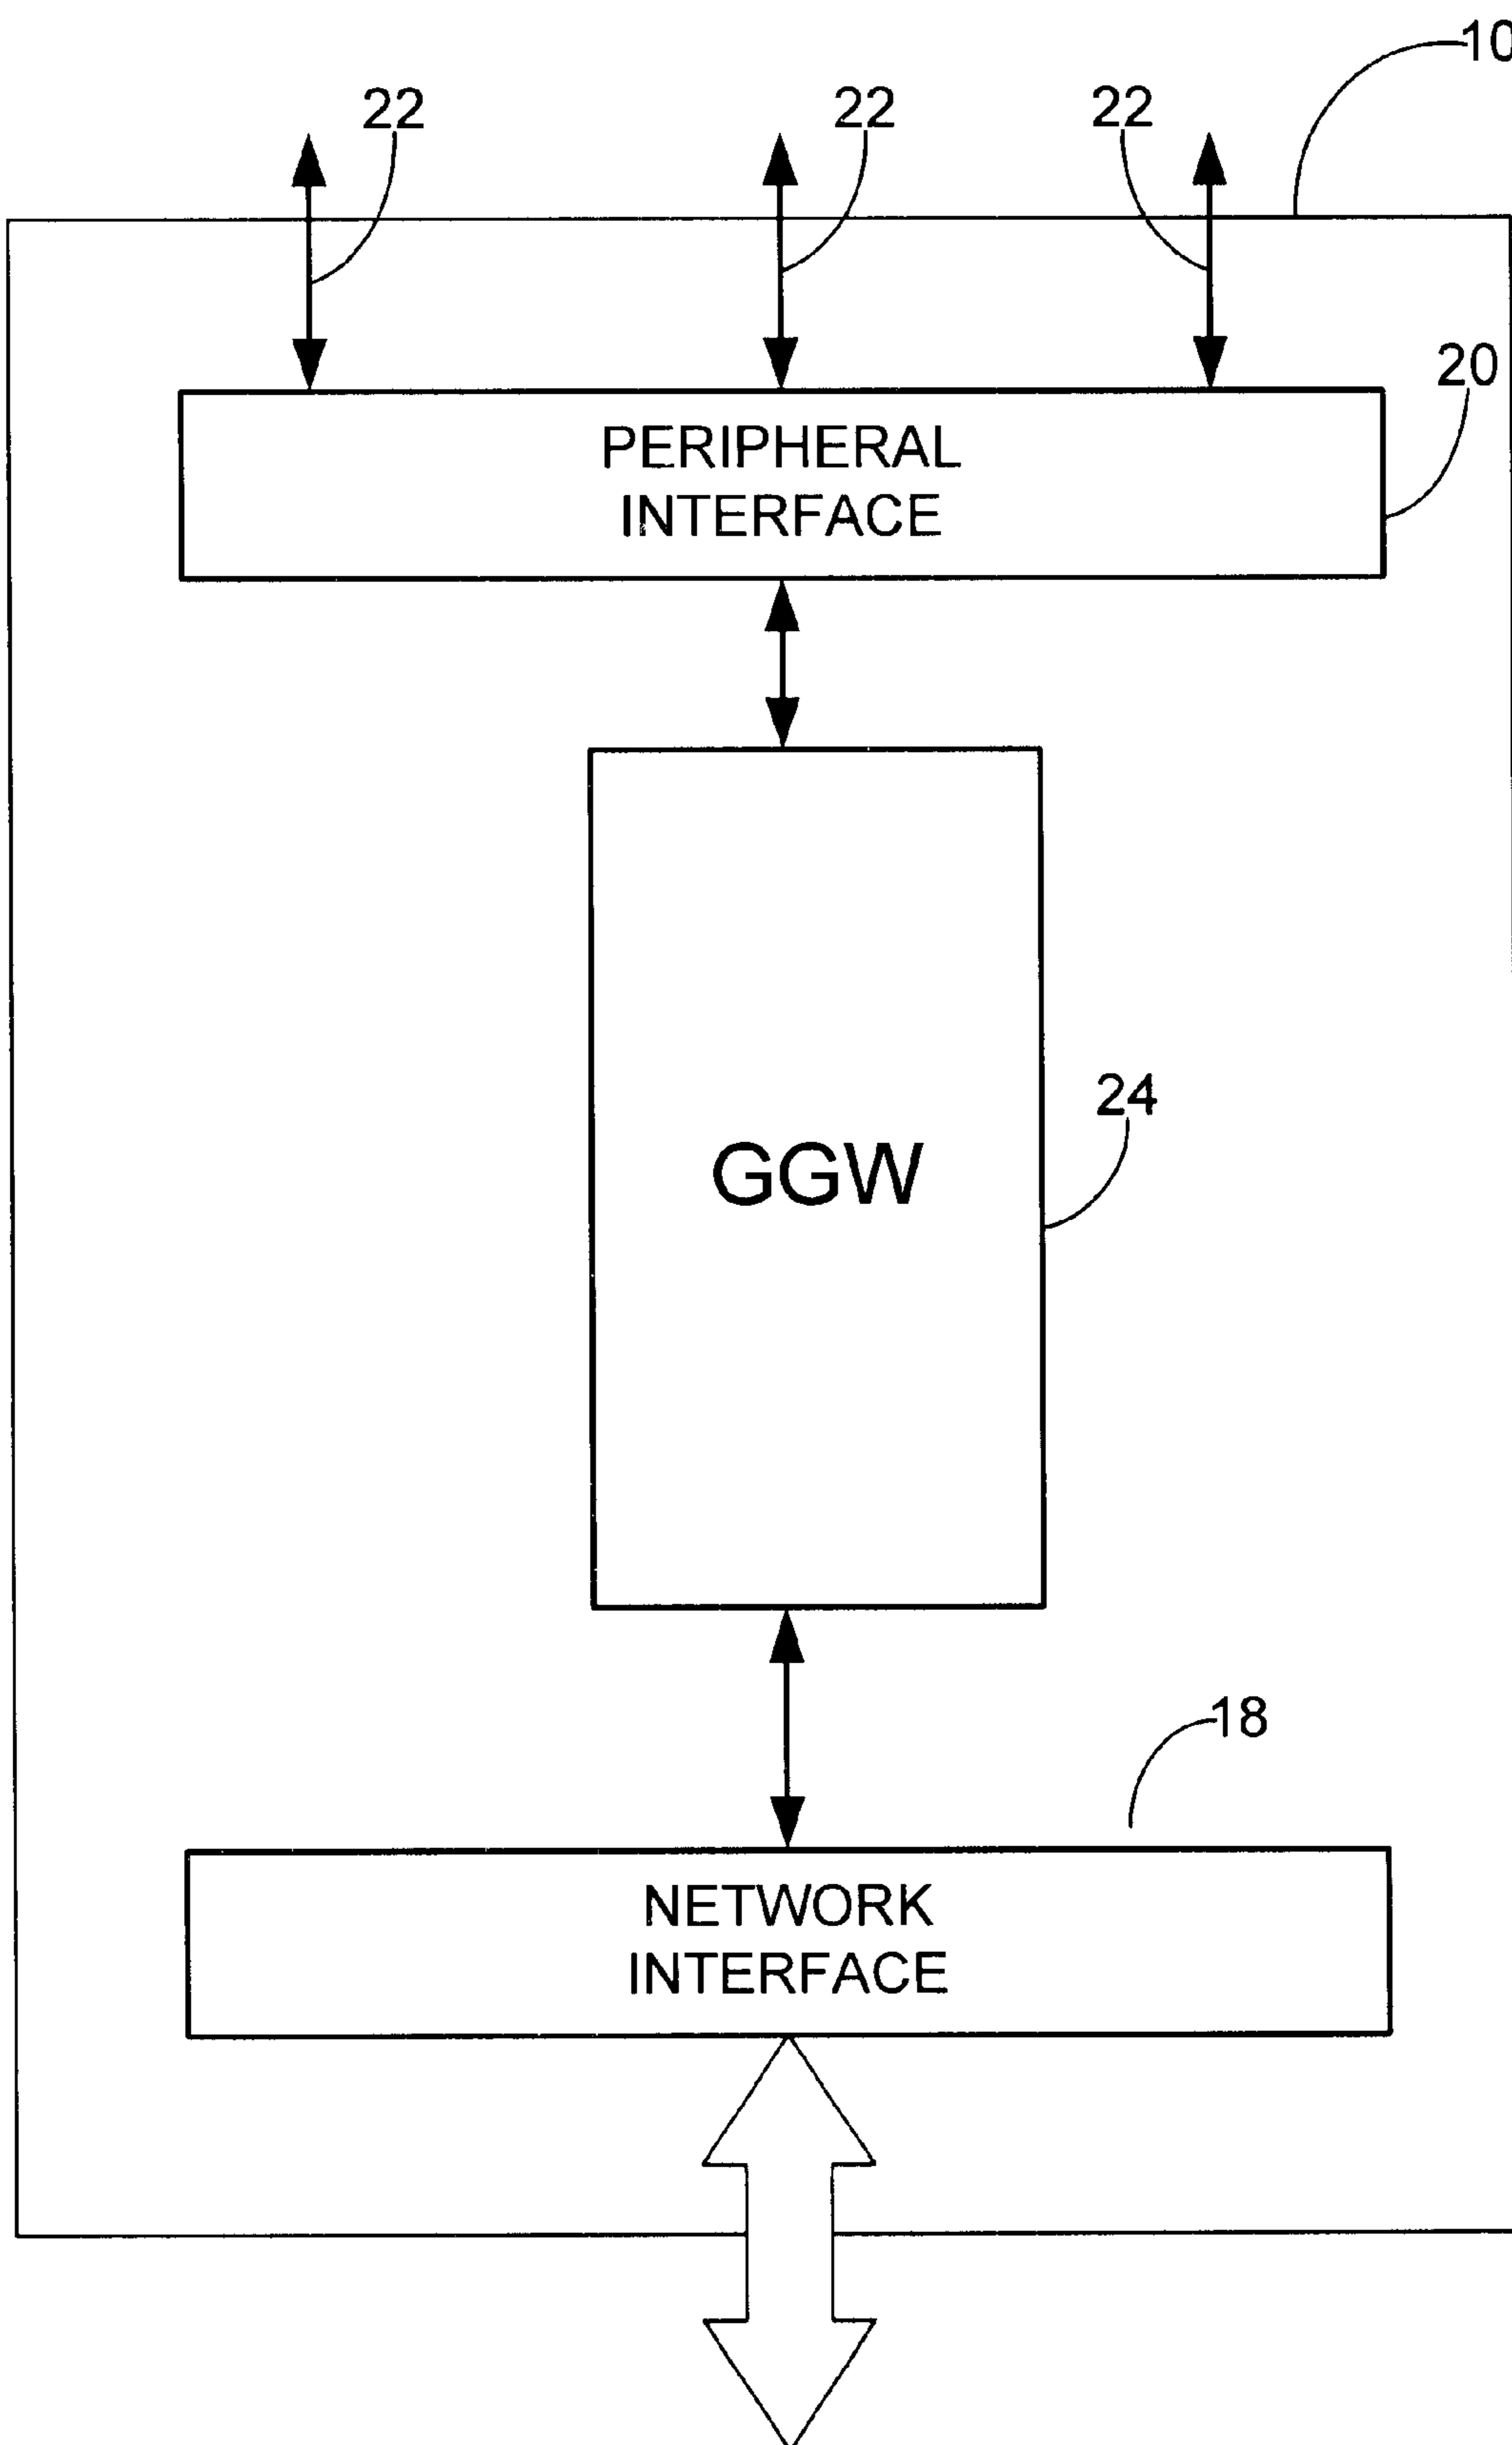 10
22
22
22
20
PERIPHERAL
INTERFACE
24
GGW
18
NETWORK
INTERFACE